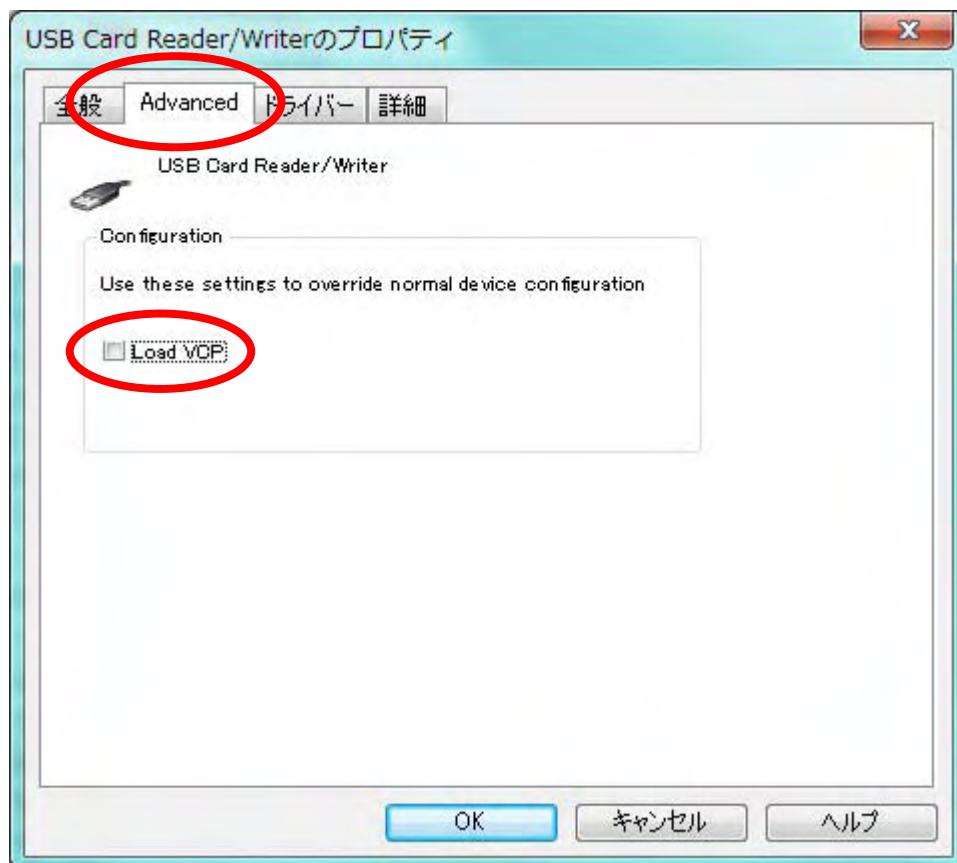 USB Card Reader/Writerのプロパティ
全般 Advanced ドライバー 詳細
USB Card Reader/Writer
Configuration
Use these settings to override normal device configuration
Load VCP
OK キャンセル ヘルプ